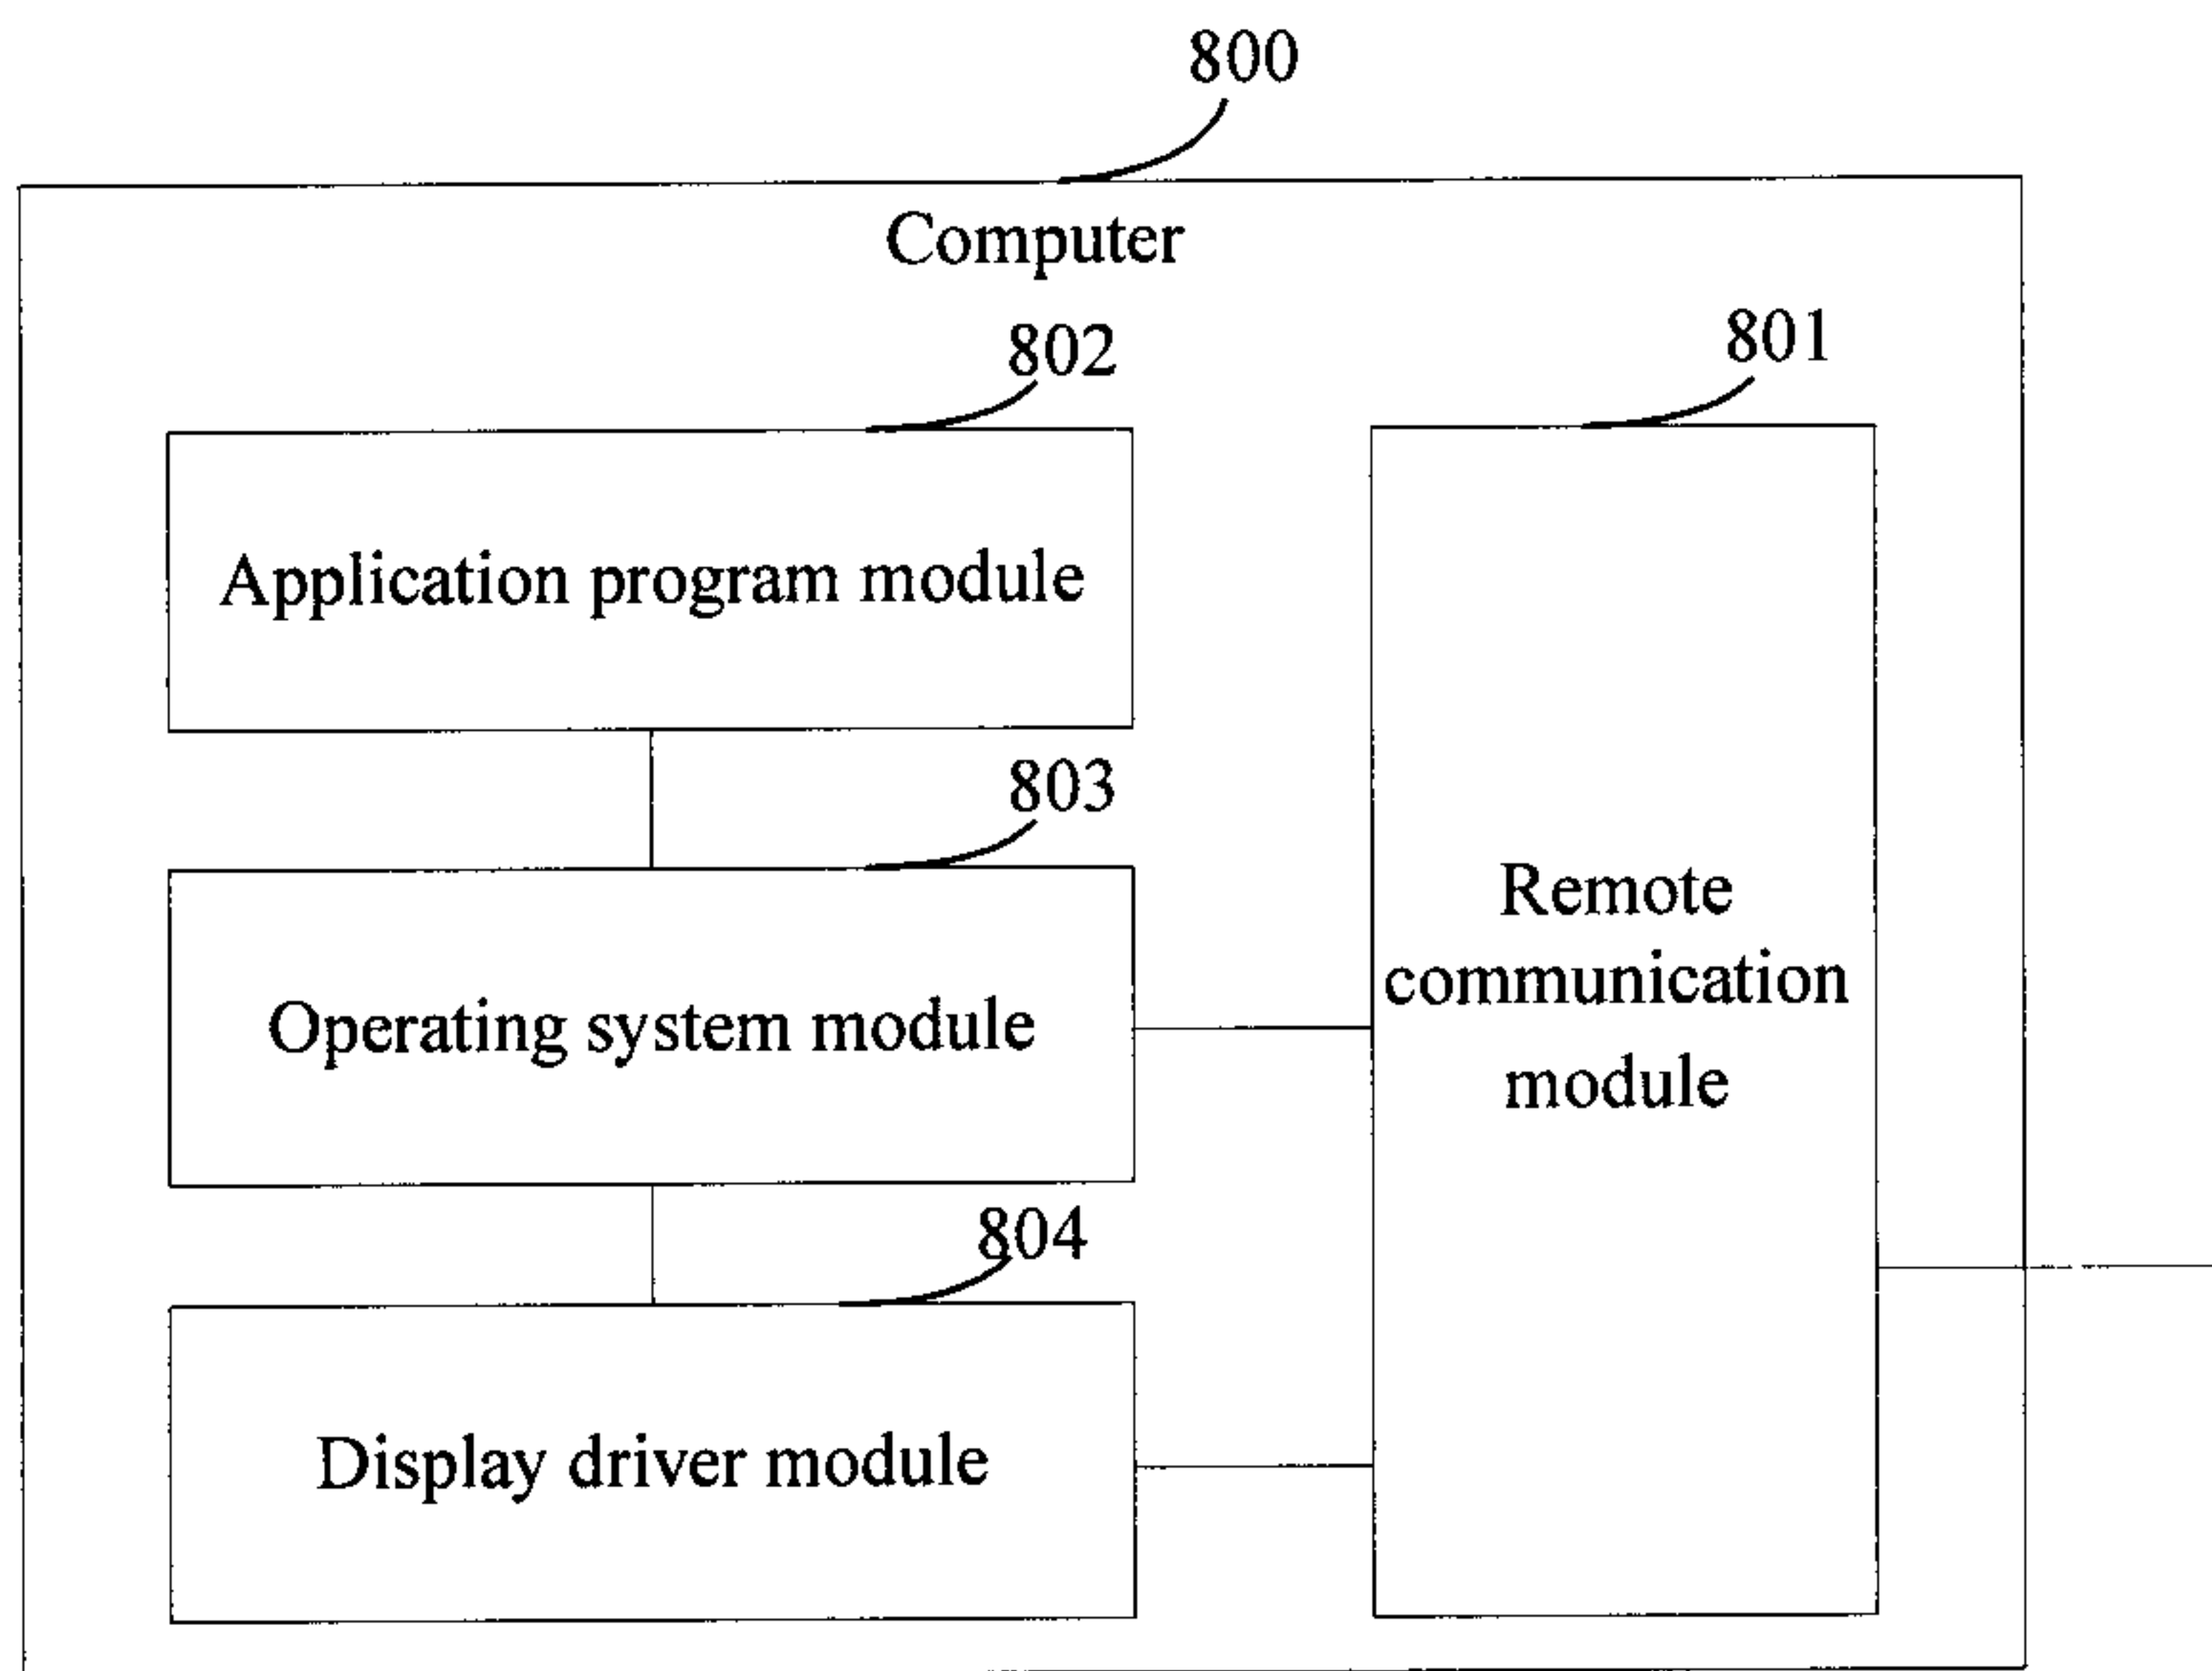 800
Computer
802
801
Application program module
803
Operating system module
Remote
communication
module
804
Display driver module